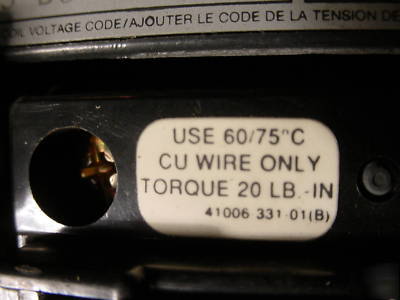 COIL VOLTAGE CODE/AJOUTER LE CODE DE LA TENSION DE
USE 60/75°C
CU WIRE ONLY
TORQUE 20 LB.-IN
41006 331-01(B)